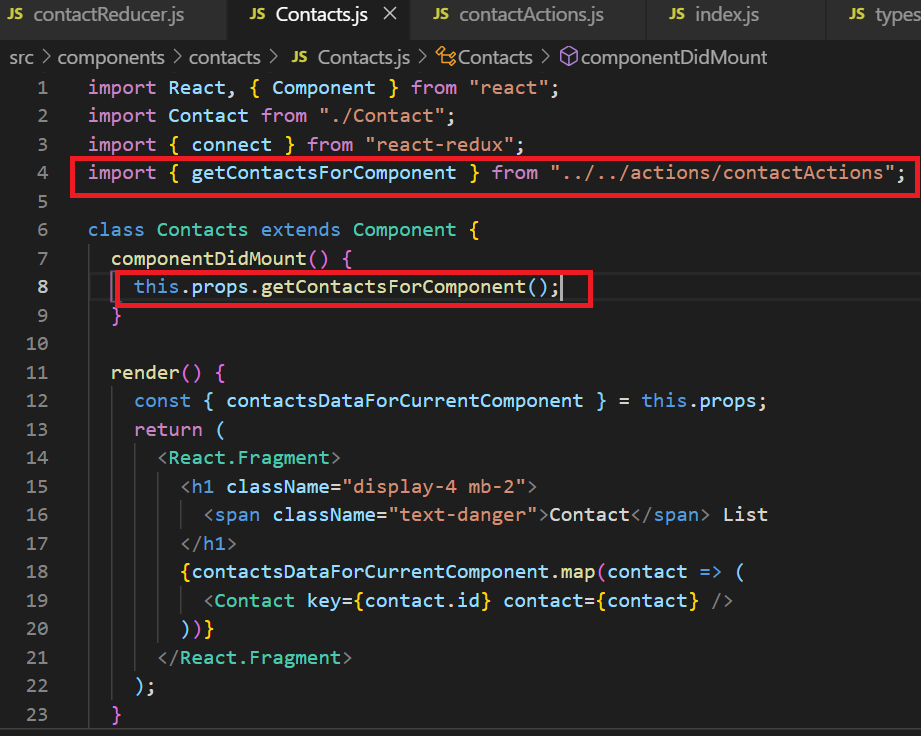 JS contactReducer.js JS Contacts.js × JS contactActions.js JS index.js JS types
src > components > contacts > JS Contacts.js > Contacts > componentDidMount
1 import React, { Component } from "react";
2 import Contact from "./Contact";
3 import { connect } from "react-redux";
4 import { getContactsForComponent } from "../../actions/contactActions";
5
6 class Contacts extends Component {
7 componentDidMount() {
8 this.props.getContactsForComponent();
9 }
10
11 render() {
12 const { contactsDataForCurrentComponent } = this.props;
13 return (
14 <React.Fragment>
15 <h1 className="display-4 mb-2">
16 <span className="text-danger">Contact</span> List
17 </h1>
18 {contactsDataForCurrentComponent.map(contact => (
19 <Contact key={contact.id} contact={contact} />
20 ))}
21 </React.Fragment>
22 );
23 }